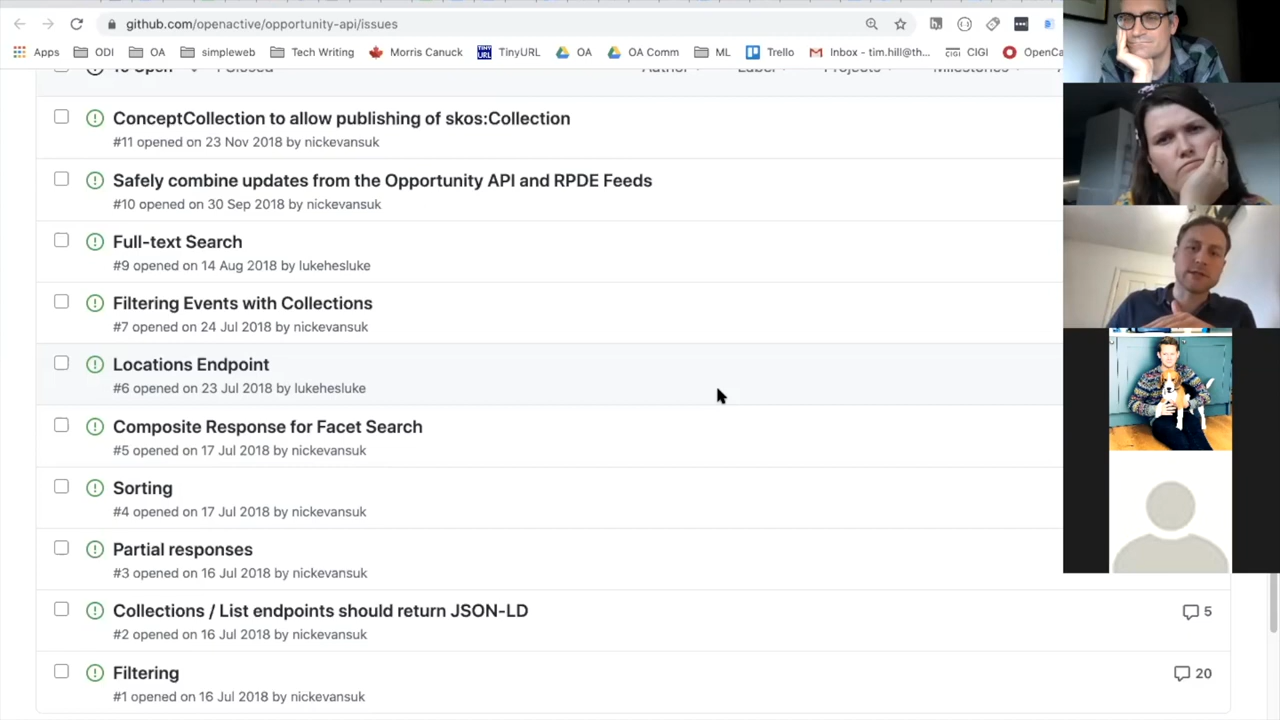 github.com/openactive/opportunity-api/issues
Apps ODI OA simpleweb Tech Writing Morris Canuck TinyURL OA OA Comm ML Trello Inbox - tim.hill@th... CIGI OpenCa
ConceptCollection to allow publishing of skos:Collection
#11 opened on 23 Nov 2018 by nickevansuk
Safely combine updates from the Opportunity API and RPDE Feeds
#10 opened on 30 Sep 2018 by nickevansuk
Full-text Search
#9 opened on 14 Aug 2018 by lukehesluke
Filtering Events with Collections
#7 opened on 24 Jul 2018 by nickevansuk
Locations Endpoint
#6 opened on 23 Jul 2018 by lukehesluke
Composite Response for Facet Search
#5 opened on 17 Jul 2018 by nickevansuk
Sorting
#4 opened on 17 Jul 2018 by nickevansuk
Partial responses
#3 opened on 16 Jul 2018 by nickevansuk
Collections / List endpoints should return JSON-LD
5
#2 opened on 16 Jul 2018 by nickevansuk
Filtering
20
#1 opened on 16 Jul 2018 by nickevansuk